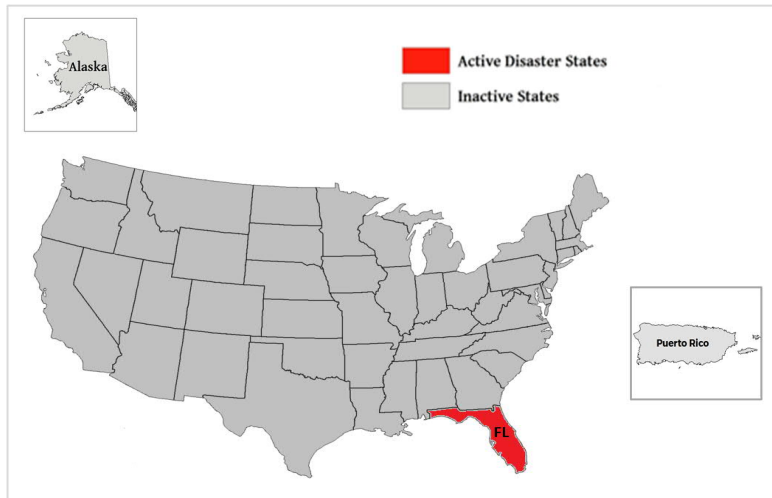 Alaska
Active Disaster States
Inactive States
Puerto Rico
FL